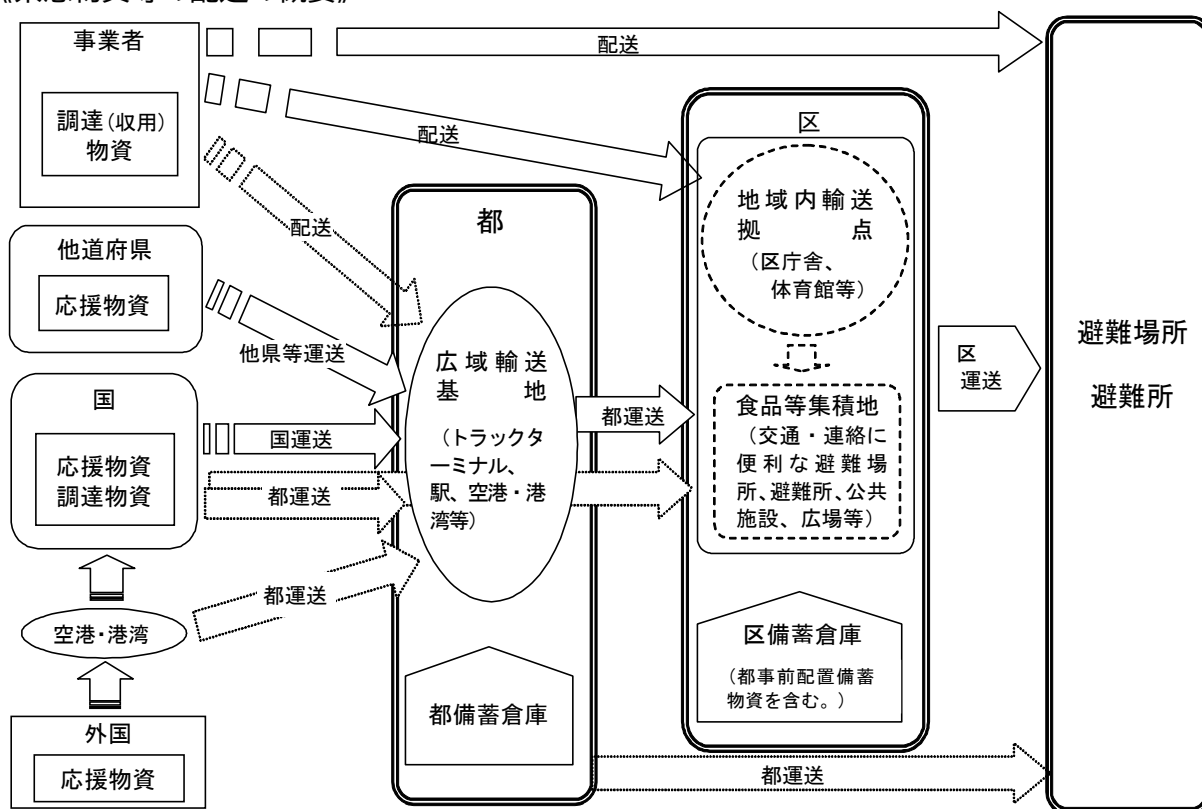 事業者
調達(収用)
物資
他道府県
応援物資
国
応援物資
調達物資
空港・港湾
外国
応援物資
配送
配送
配送
他県等運送
国運送
都運送
都運送
都
広域輸送
基地
(トラックタ
ーミナル、
駅、空港・港
湾等)
都備蓄倉庫
都運送
都運送
区
地域内輸送
拠点
(区庁舎、
体育館等)
食品等集積地
(交通・連絡に
便利な避難場
所、避難所、公共
施設、広場等)
区備蓄倉庫
(都事前配置備蓄
物資を含む。)
区
運送
避難場所
避難所